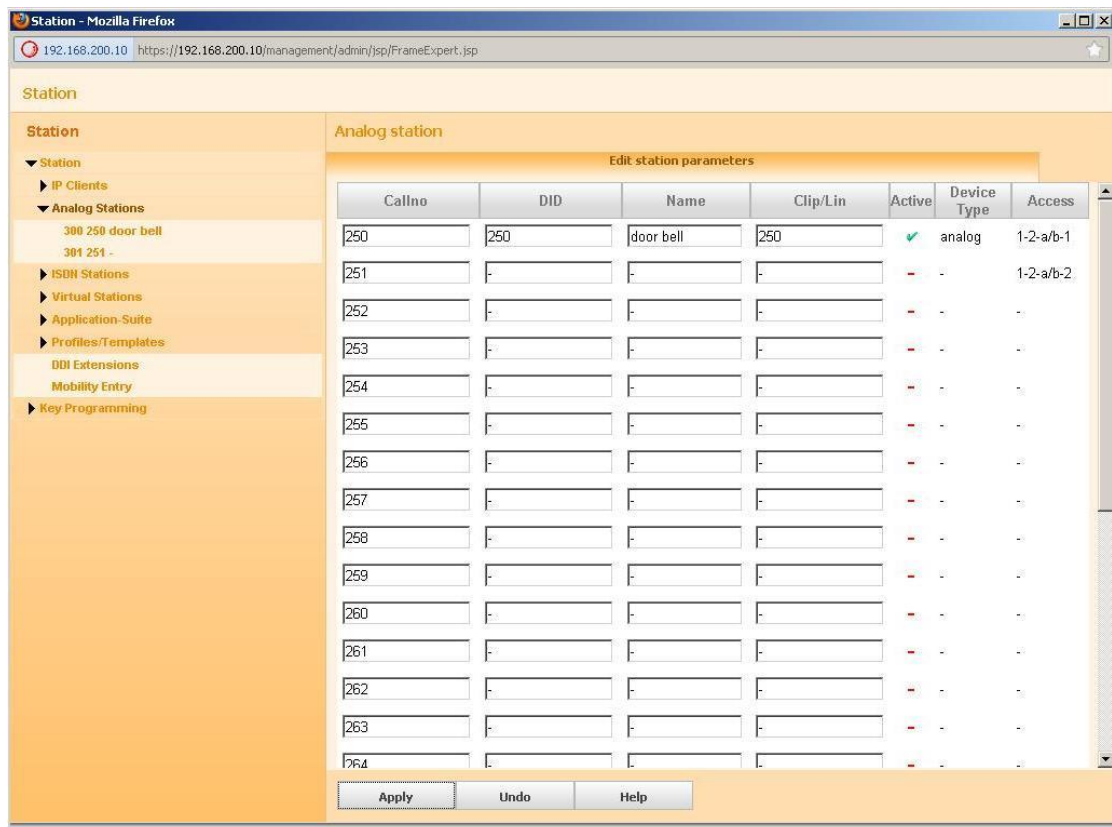 Station - Mozilla Firefox
192.168.200.10 https://192.168.200.10/management/admin/jsp/FrameExpert.jsp
Station
Station
Station
IP Clients
Analog Stations
300 250 door bell
301 251 -
ISDN Stations
Virtual Stations
Application-Suite
Profiles/Templates
DDI Extensions
Mobility Entry
Key Programming
Analog station
Edit station parameters
Callno DID Name Clip/Lin Active Device Type Access
250 250 door bell 250 analog 1-2-a/b-1
251 - - - - 1-2-a/b-2
252 - - - - -
253 - - - - -
254 - - - - -
255 - - - - -
256 - - - - -
257 - - - - -
258 - - - - -
259 - - - - -
260 - - - - -
261 - - - - -
262 - - - - -
263 - - - - -
264 - - - - -
Apply Undo Help